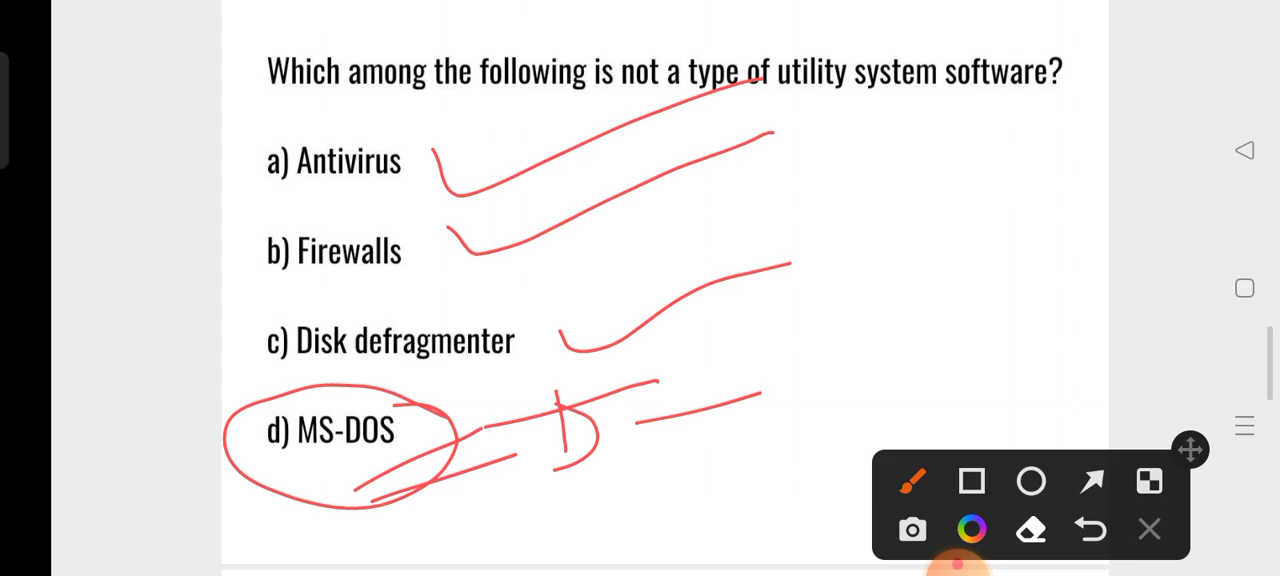 Which among the following is not a type of utility system software?
a) Antivirus
b) Firewalls
c) Disk defragmenter
d) MS-DOS
D